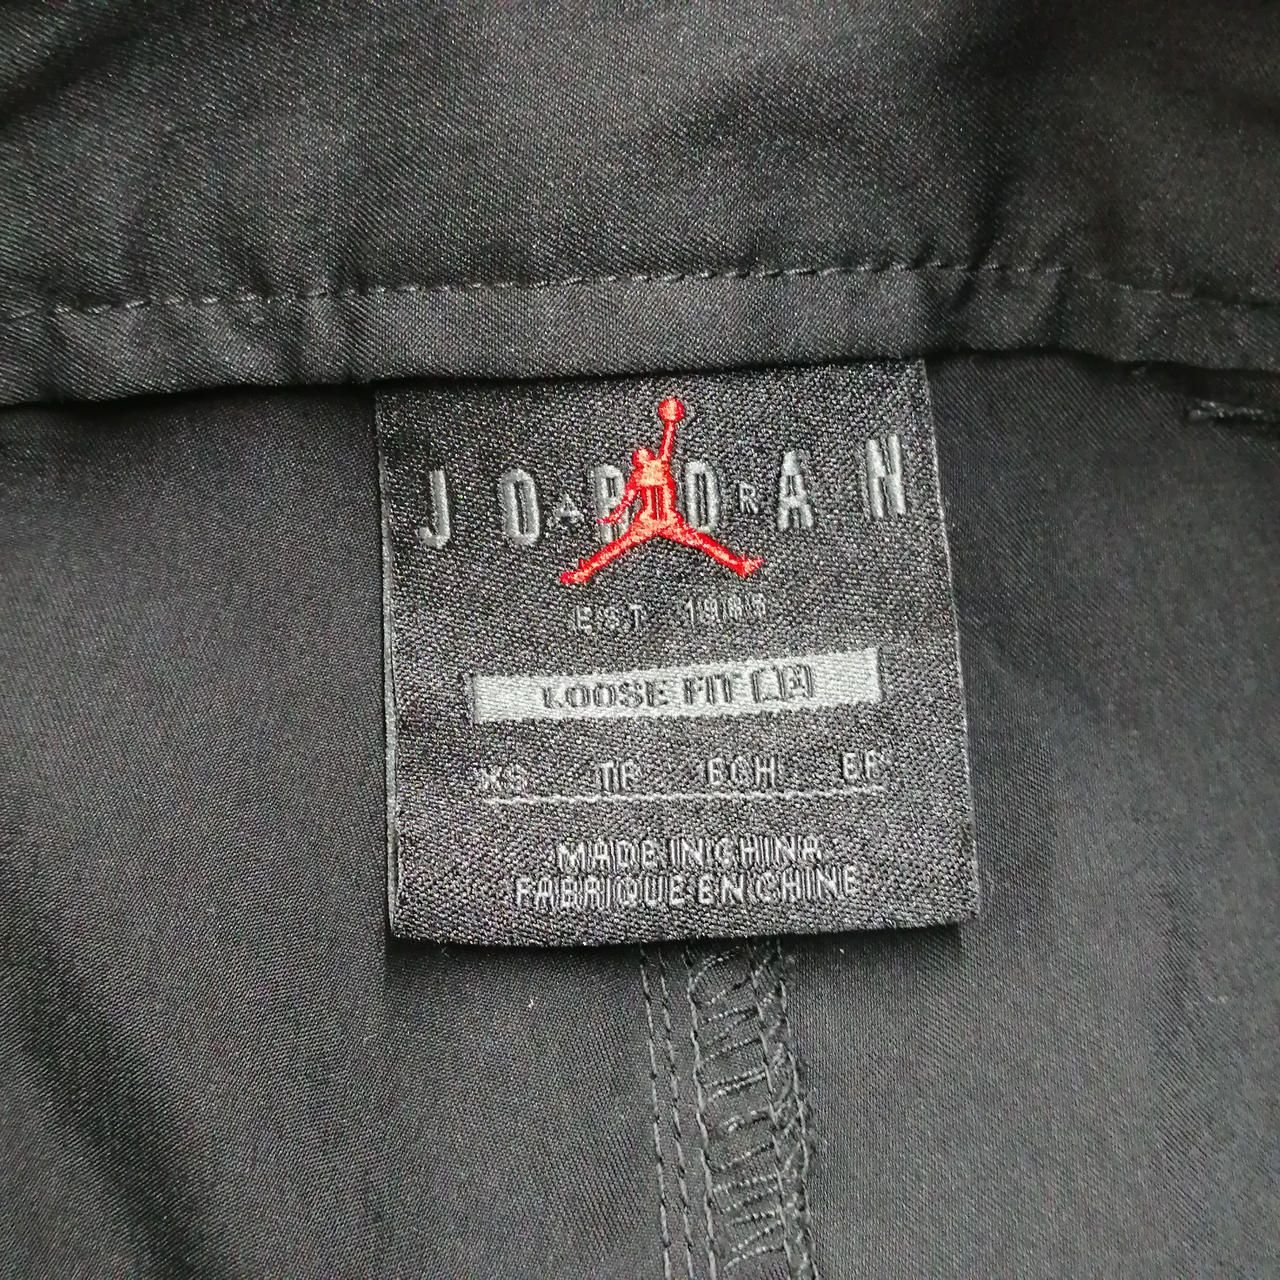 JORDAN
EST 1985
LOOSE FIT
XS TP ECH EP
MADE IN CHINA
FABRIQUE EN CHINE